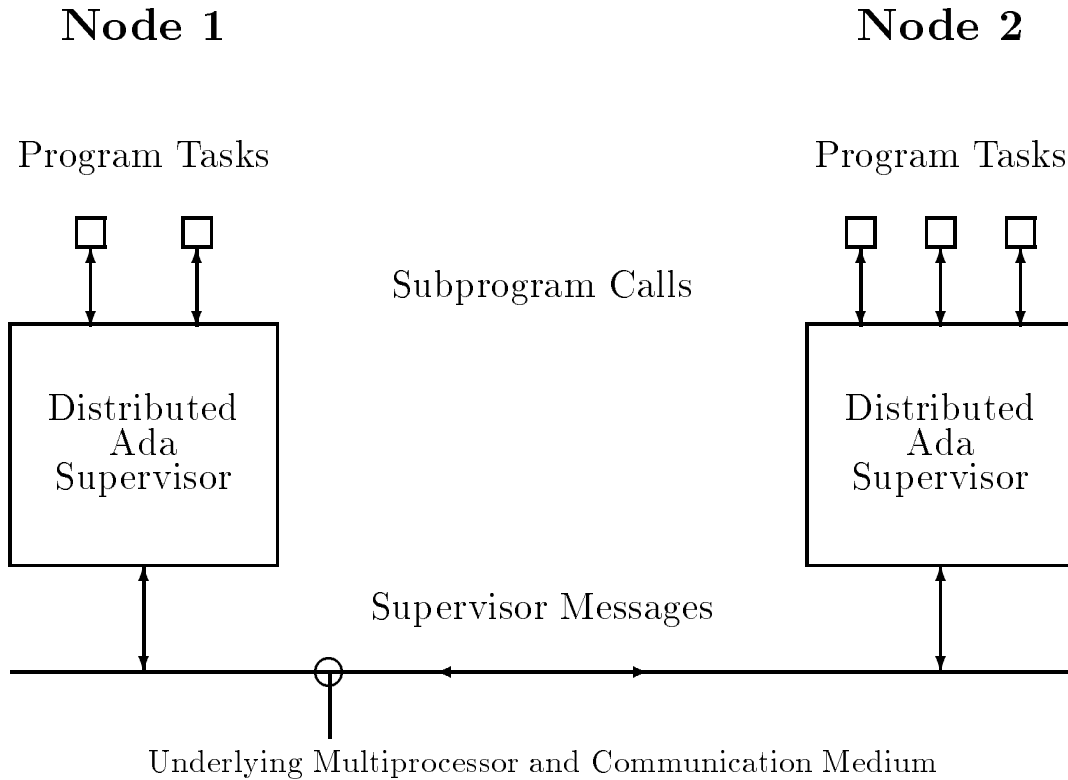 Node 1
Node 2
Program Tasks
Program Tasks
Subprogram Calls
Distributed
Ada
Supervisor
Distributed
Ada
Supervisor
Supervisor Messages
Underlying Multiprocessor and Communication Medium